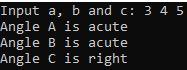 Input a, b and c: 3 4 5
Angle A is acute
Angle B is acute
Angle C is right